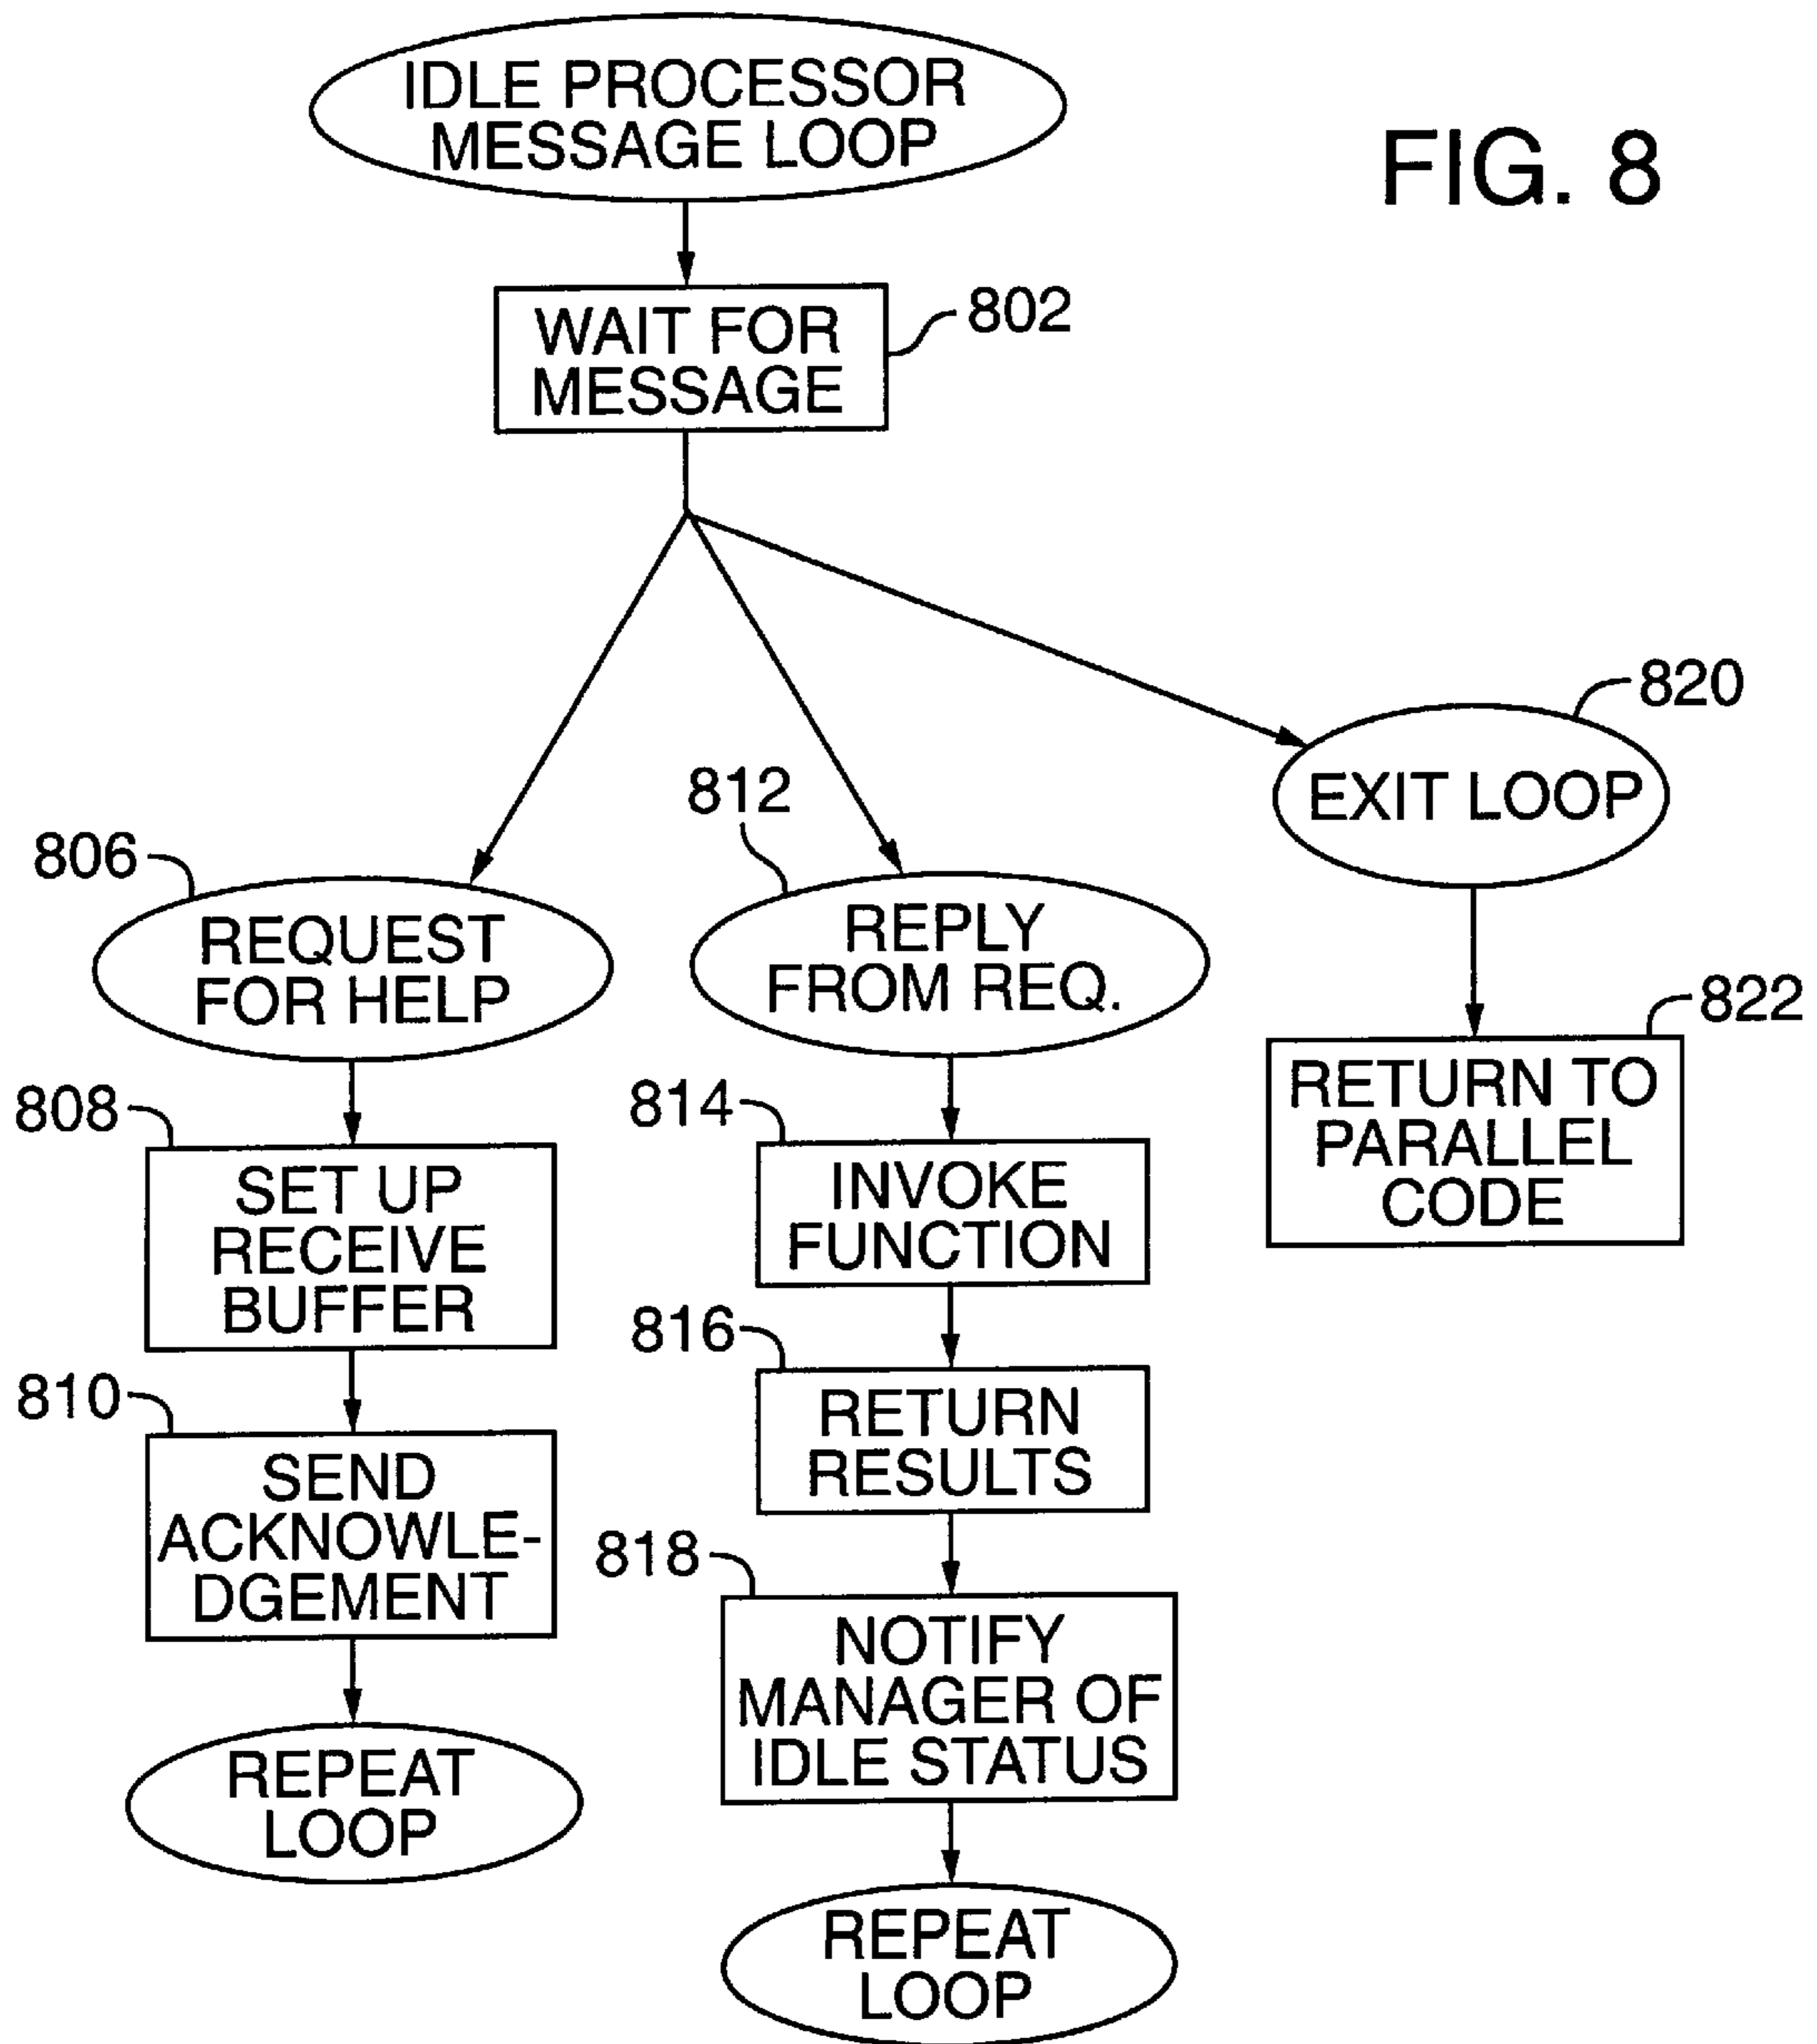 IDLE PROCESSOR
MESSAGE LOOP
FIG. 8
WAIT FOR
MESSAGE
802
820
EXIT LOOP
812
806
REQUEST
FOR HELP
REPLY
FROM REQ.
822
RETURN TO
PARALLEL
CODE
808
SET UP
RECEIVE
BUFFER
814
INVOKE
FUNCTION
816
RETURN
RESULTS
810
SEND
ACKNOWLE-
DGEMENT
818
NOTIFY
MANAGER OF
IDLE STATUS
REPEAT
LOOP
REPEAT
LOOP